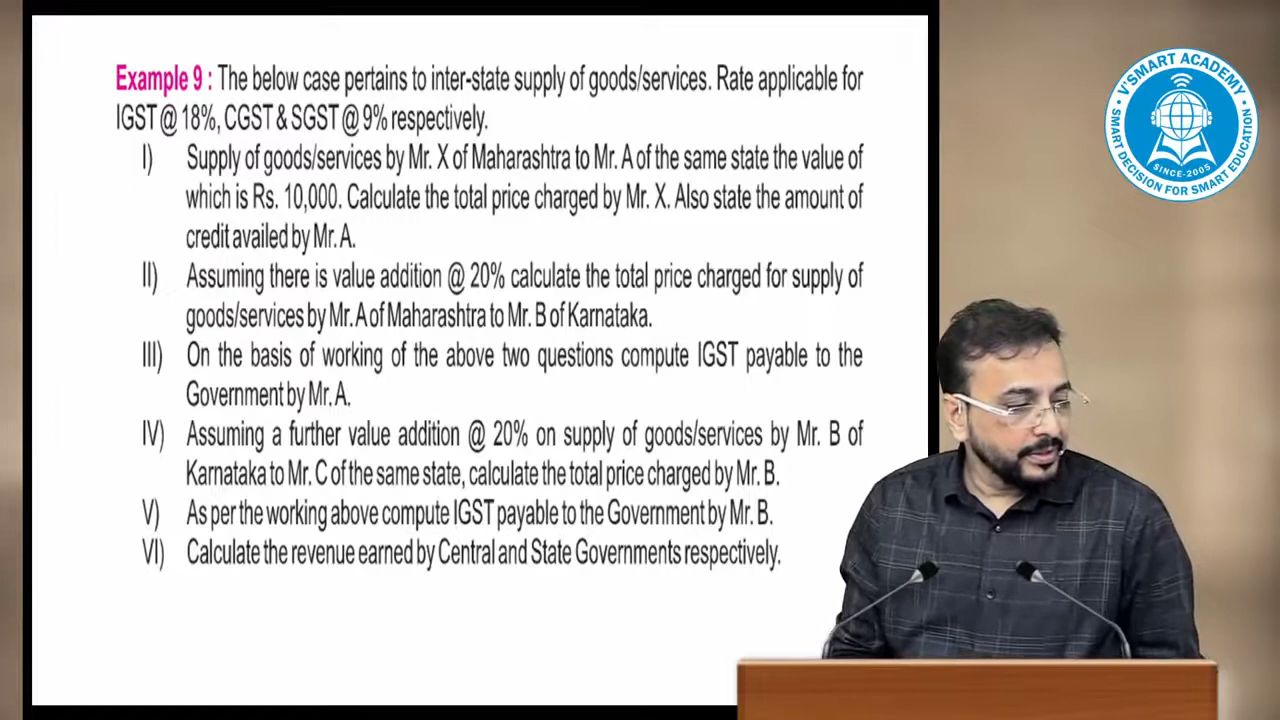 Example 9 : The below case pertains to inter-state supply of goods/services. Rate applicable for
IGST @ 18%, CGST & SGST @ 9% respectively.
I) Supply of goods/services by Mr. X of Maharashtra to Mr. A of the same state the value of
which is Rs. 10,000. Calculate the total price charged by Mr. X. Also state the amount of
credit availed by Mr. A.
II) Assuming there is value addition @ 20% calculate the total price charged for supply of
goods/services by Mr. A of Maharashtra to Mr. B of Karnataka.
III) On the basis of working of the above two questions compute IGST payable to the
Government by Mr. A.
IV) Assuming a further value addition @ 20% on supply of goods/services by Mr. B of
Karnataka to Mr. C of the same state, calculate the total price charged by Mr. B.
V) As per the working above compute IGST payable to the Government by Mr. B.
VI) Calculate the revenue earned by Central and State Governments respectively.
V'SMART ACADEMY
SINCE-2005
SMART DECISION FOR SMART EDUCATION